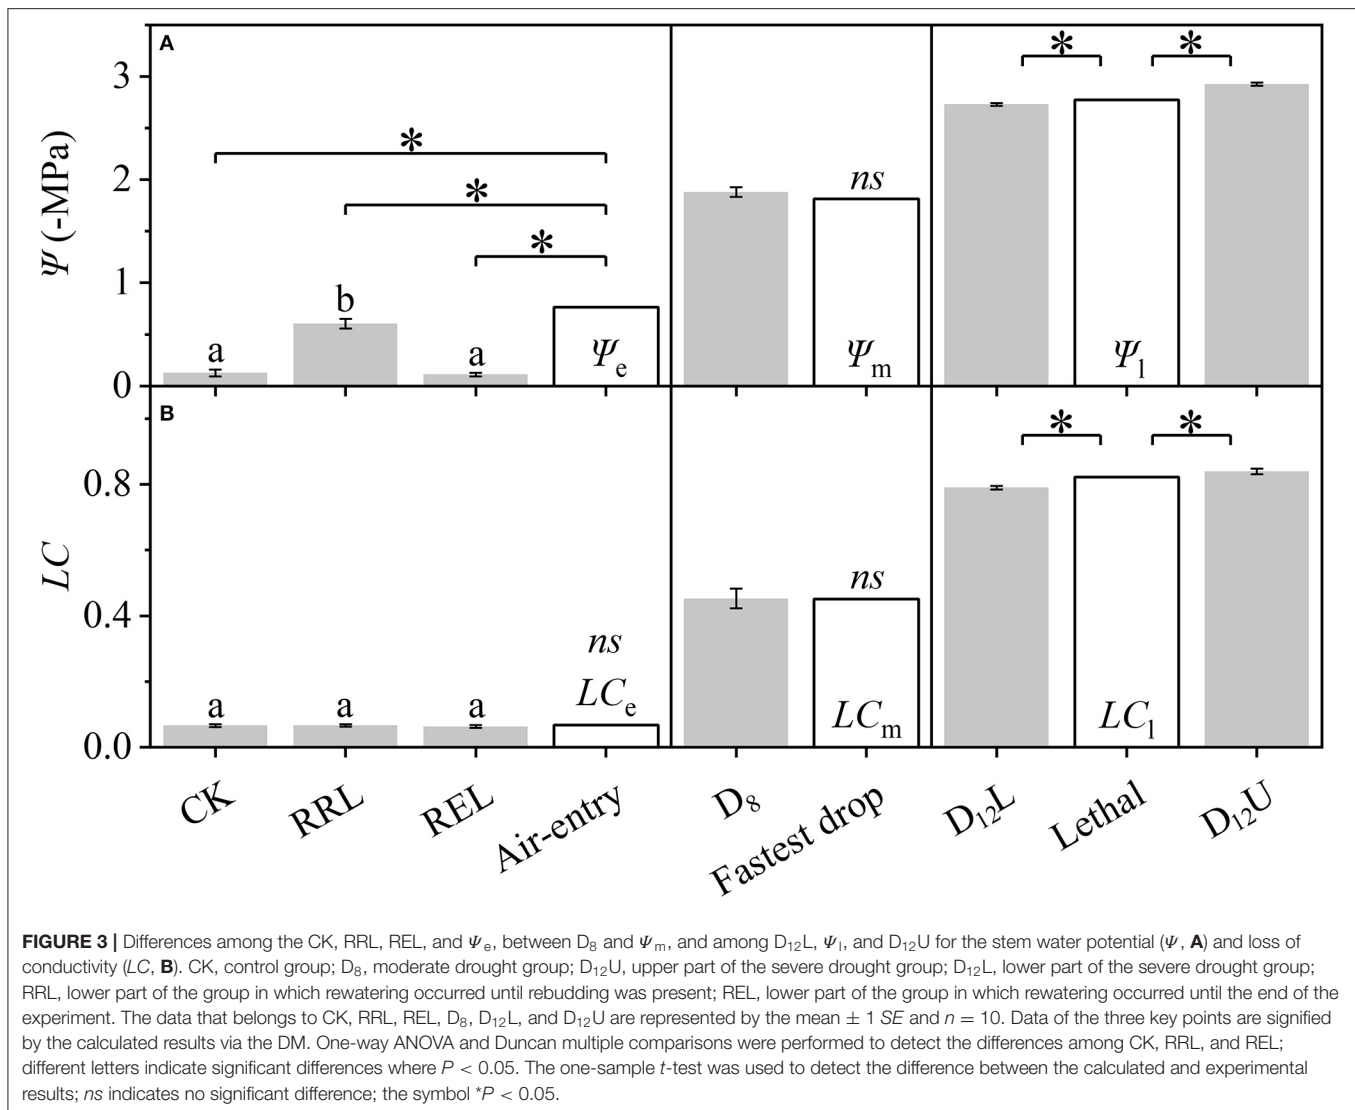 A
Ψ (-MPa)
3
2
1
0
a
b
a
*
*
*
Ψe
ns
Ψm
*
*
Ψl
B
LC
0.8
0.4
0.0
a
a
a
ns
LCe
ns
LCm
*
*
LCl
CK
RRL
REL
Air-entry
D8
Fastest drop
D12L
Lethal
D12U
FIGURE 3 | Differences among the CK, RRL, REL, and Ψe, between D8 and Ψm, and among D12L, Ψl, and D12U for the stem water potential (Ψ, A) and loss of
conductivity (LC, B). CK, control group; D8, moderate drought group; D12U, upper part of the severe drought group; D12L, lower part of the severe drought group;
RRL, lower part of the group in which rewatering occurred until rebudding was present; REL, lower part of the group in which rewatering occurred until the end of the
experiment. The data that belongs to CK, RRL, REL, D8, D12L, and D12U are represented by the mean ± 1 SE and n = 10. Data of the three key points are signified
by the calculated results via the DM. One-way ANOVA and Duncan multiple comparisons were performed to detect the differences among CK, RRL, and REL;
different letters indicate significant differences where P < 0.05. The one-sample t-test was used to detect the difference between the calculated and experimental
results; ns indicates no significant difference; the symbol *P < 0.05.